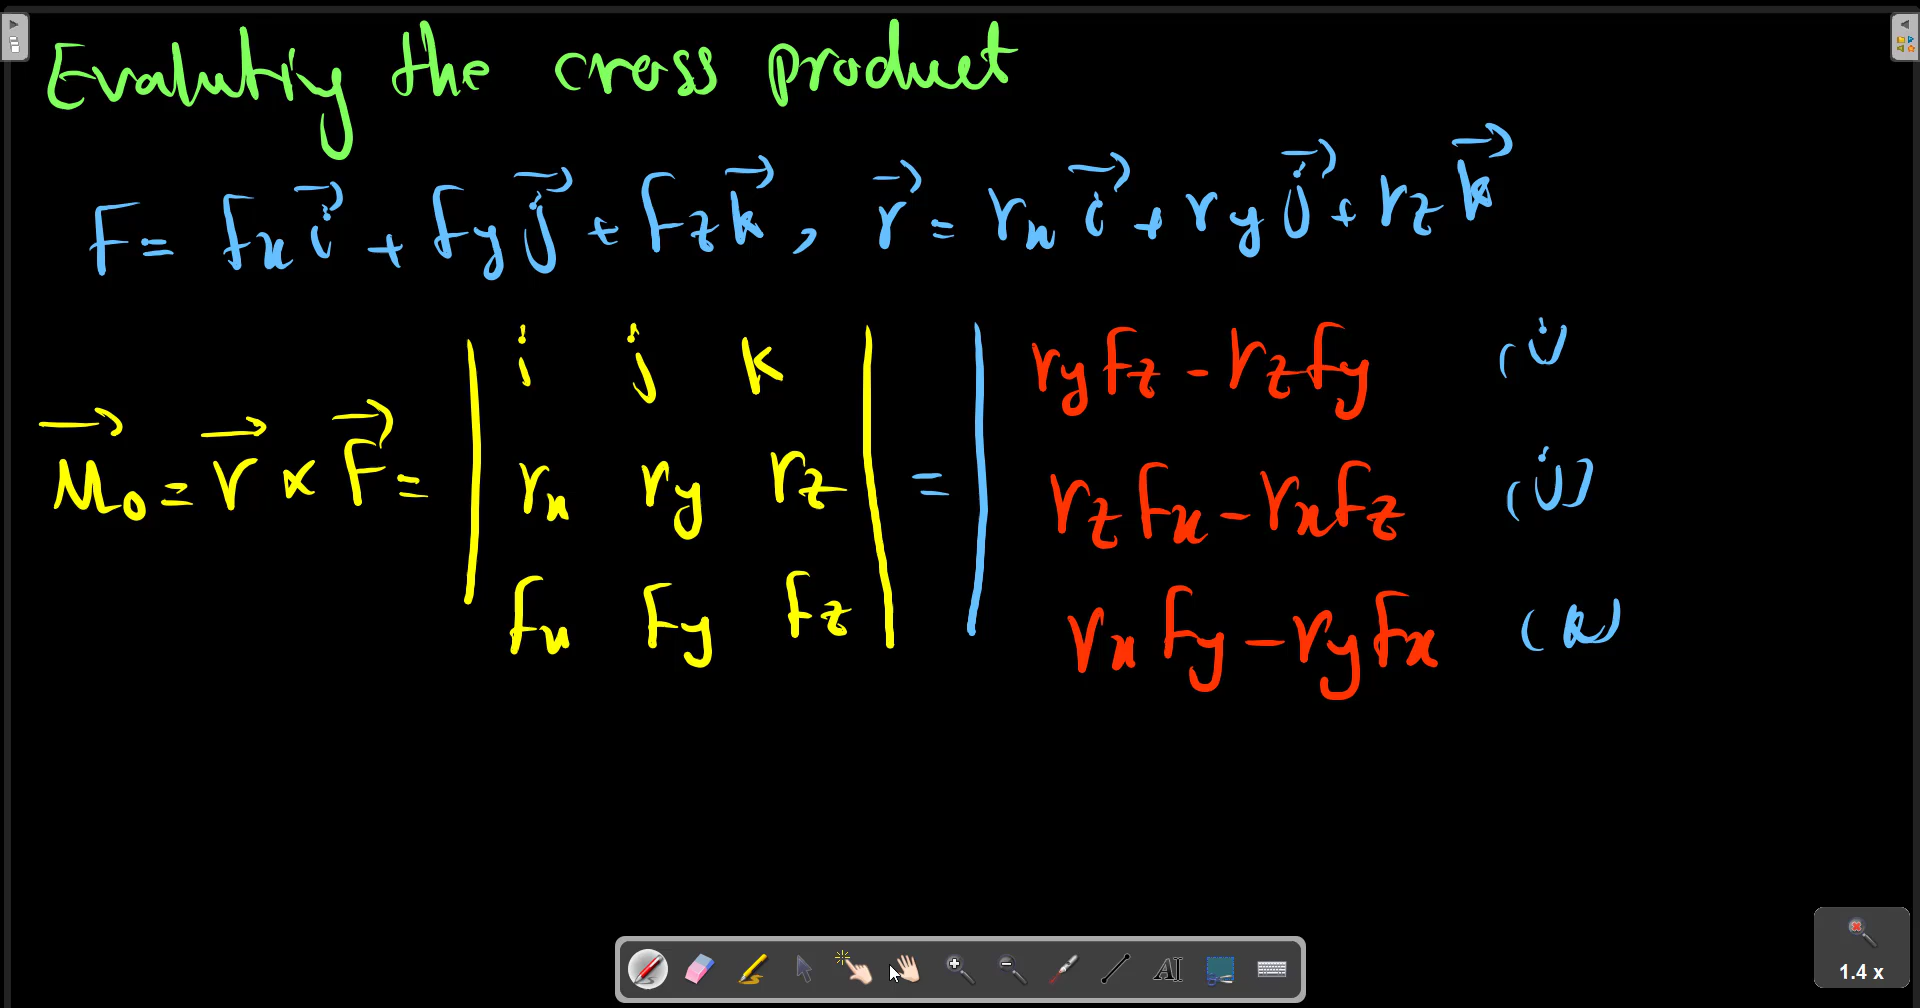 Evaluting the cross product
F = Fx i⃗ + Fy j⃗ + Fz k⃗ , r⃗ = rx i⃗ + ry j⃗ + rz k⃗
i j k
rx ry rz
Fx Fy Fz
M⃗o = r⃗ × F⃗ = | | = |
ry Fz - rz Fy
rz Fx - rx Fz (j)
rx Fy - ry Fx (k)
AI
1.4 x